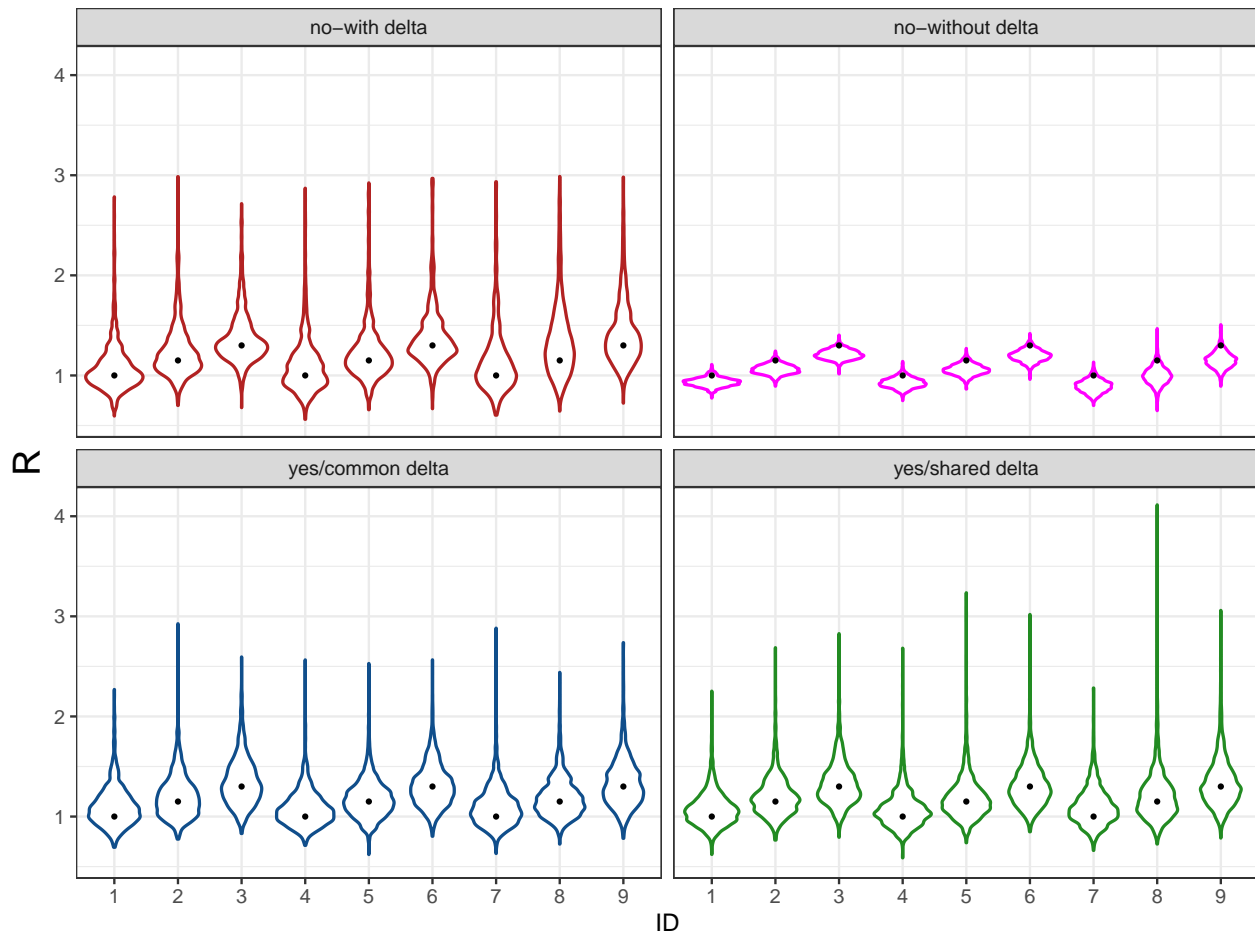 no−with delta
no−without delta
4
3
2
1
R
yes/common delta
yes/shared delta
4
3
2
1
1 2 3 4 5 6 7 8 9
1 2 3 4 5 6 7 8 9
ID